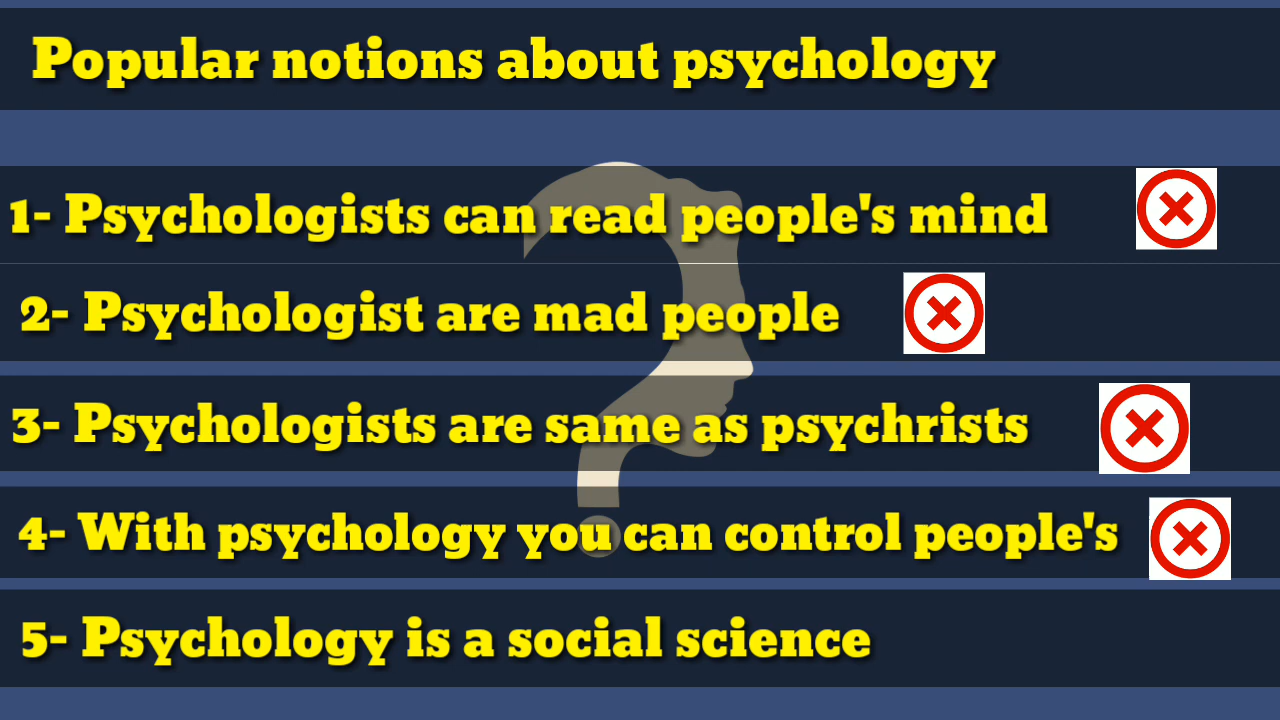 Popular notions about psychology
1- Psychologists can read people's mind
2- Psychologist are mad people
3- Psychologists are same as psychrists
4- With psychology you can control people's
5- Psychology is a social science